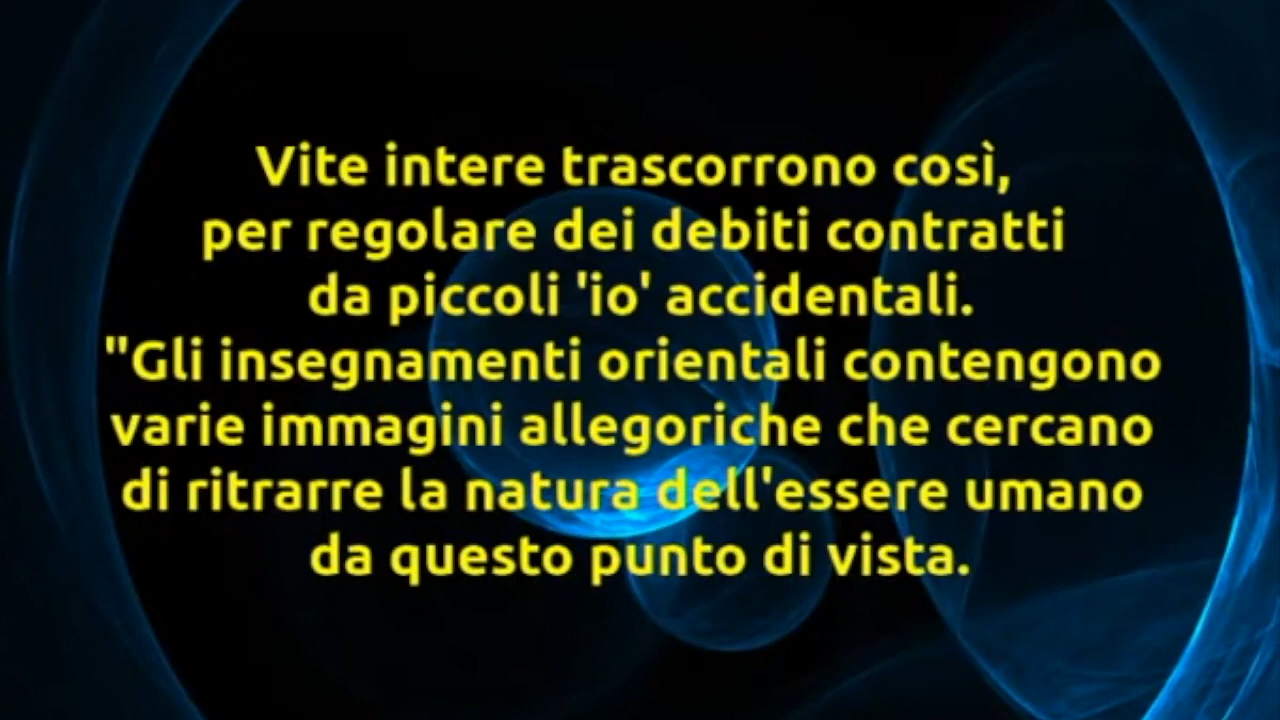 Vite intere trascorrono così,
per regolare dei debiti contratti
da piccoli 'io' accidentali.
"Gli insegnamenti orientali contengono
varie immagini allegoriche che cercano
di ritrarre la natura dell'essere umano
da questo punto di vista.